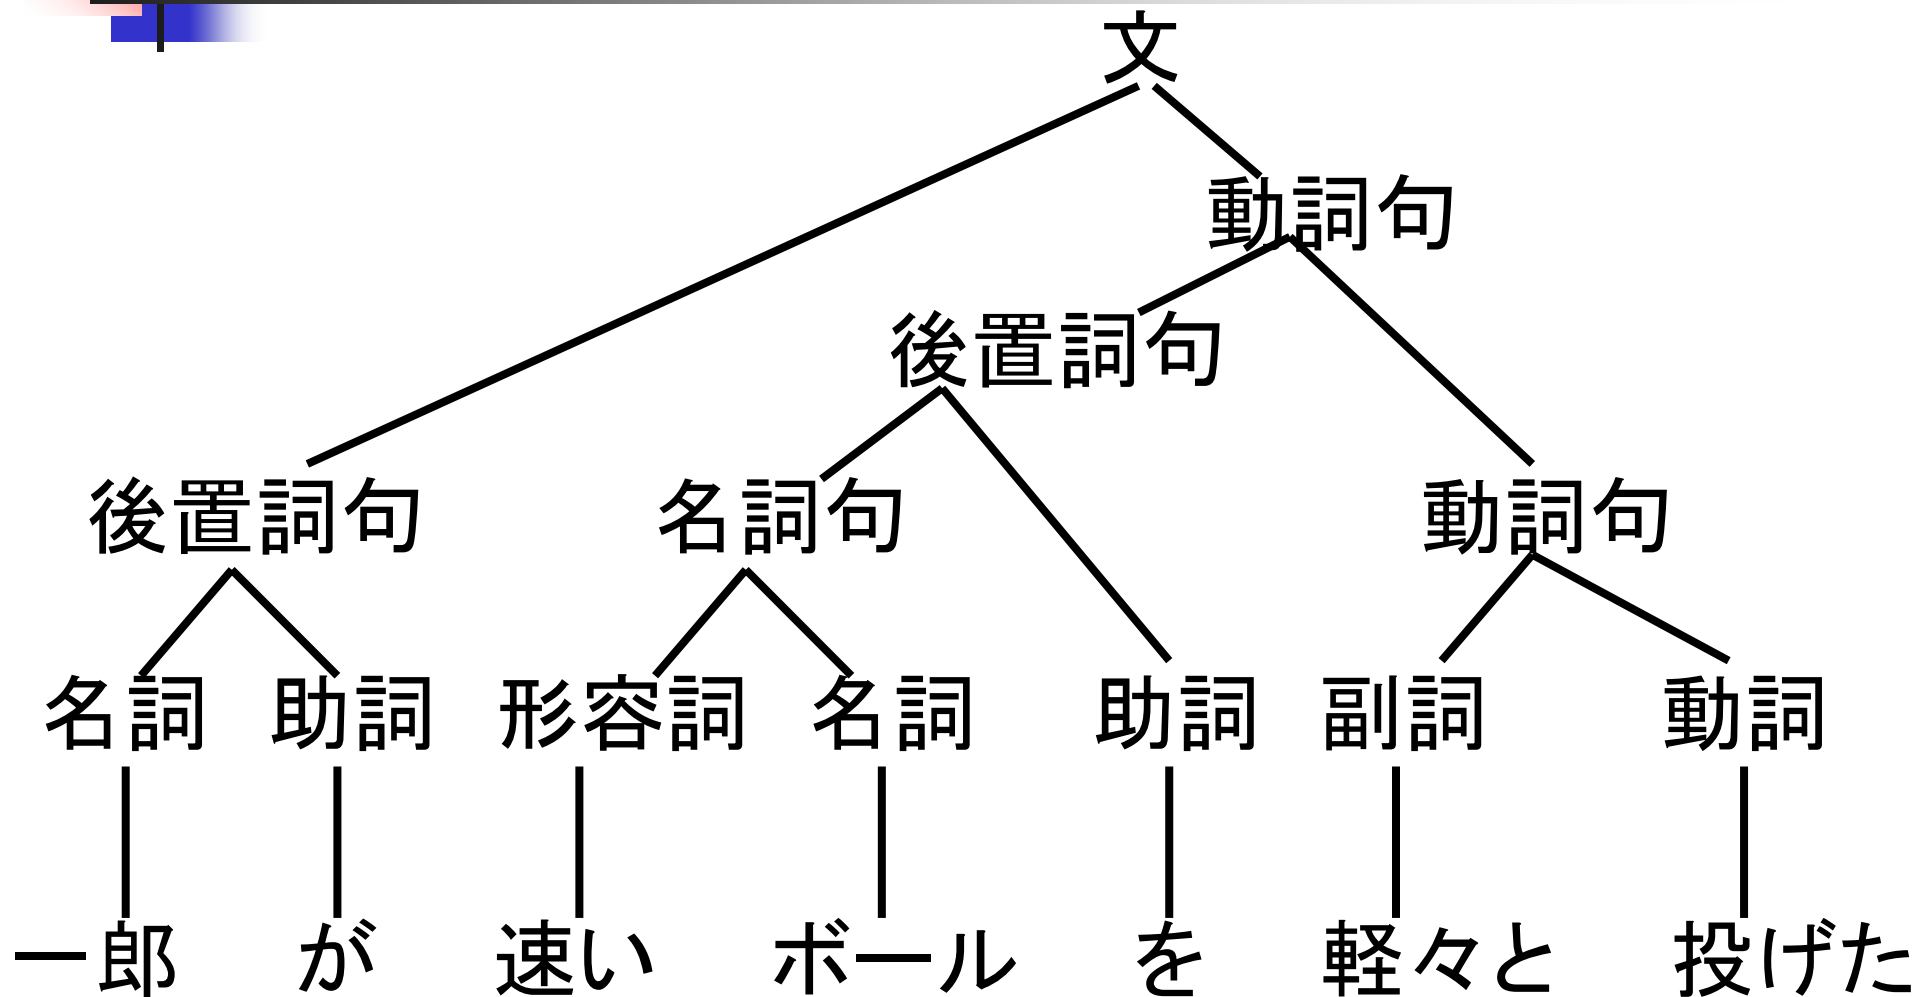 文
動詞句
後置詞句
後置詞句 名詞句 動詞句
名詞 助詞 形容詞 名詞 助詞 副詞 動詞
一郎 が 速い ボール を 軽々と 投げた